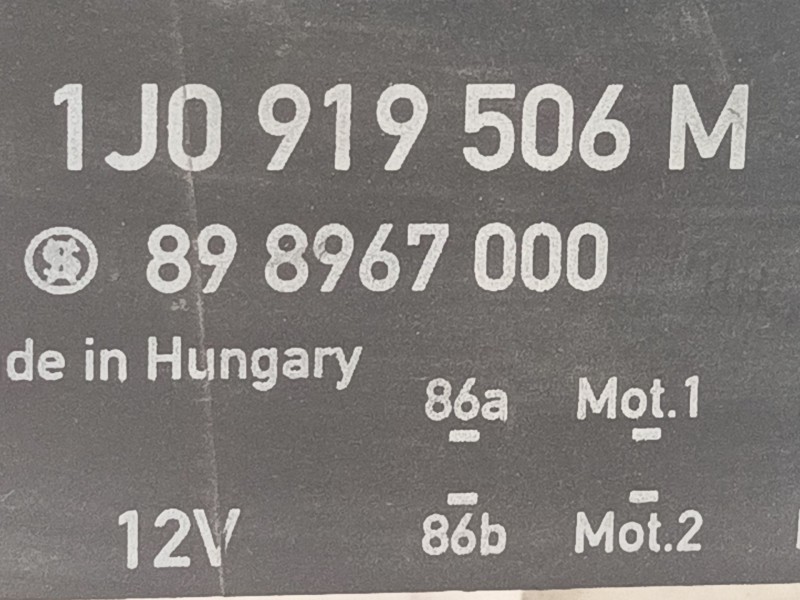 1J0 919 506 M
89 8967 000
de in Hungary
86a Mot.1
12V 86b Mot.2